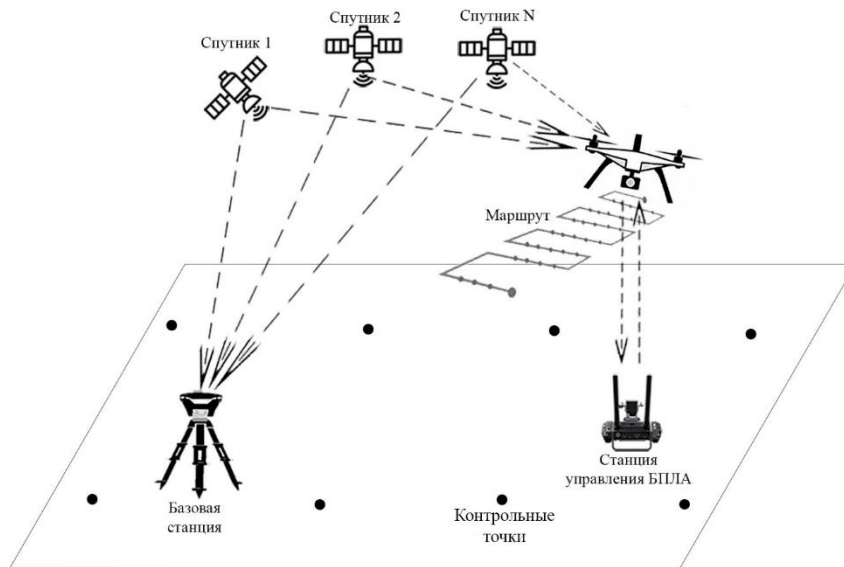 Спутник 1
Спутник 2
Спутник N
Маршрут
Станция
управления БПЛА
Базовая
станция
Контрольные
точки